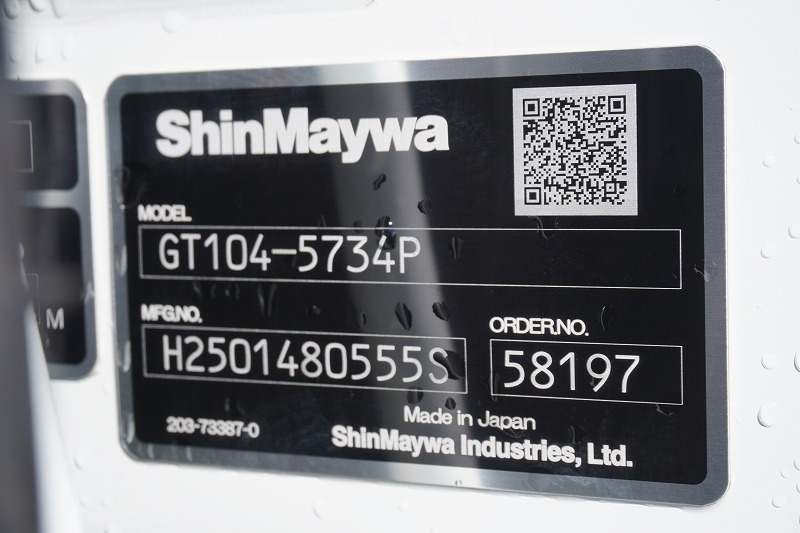 ShinMaywa
MODEL
GT104-5734P
MFG.NO.
H2501480555S
ORDER.NO.
58197
203-73387-0
Made in Japan
ShinMaywa Industries, Ltd.
M